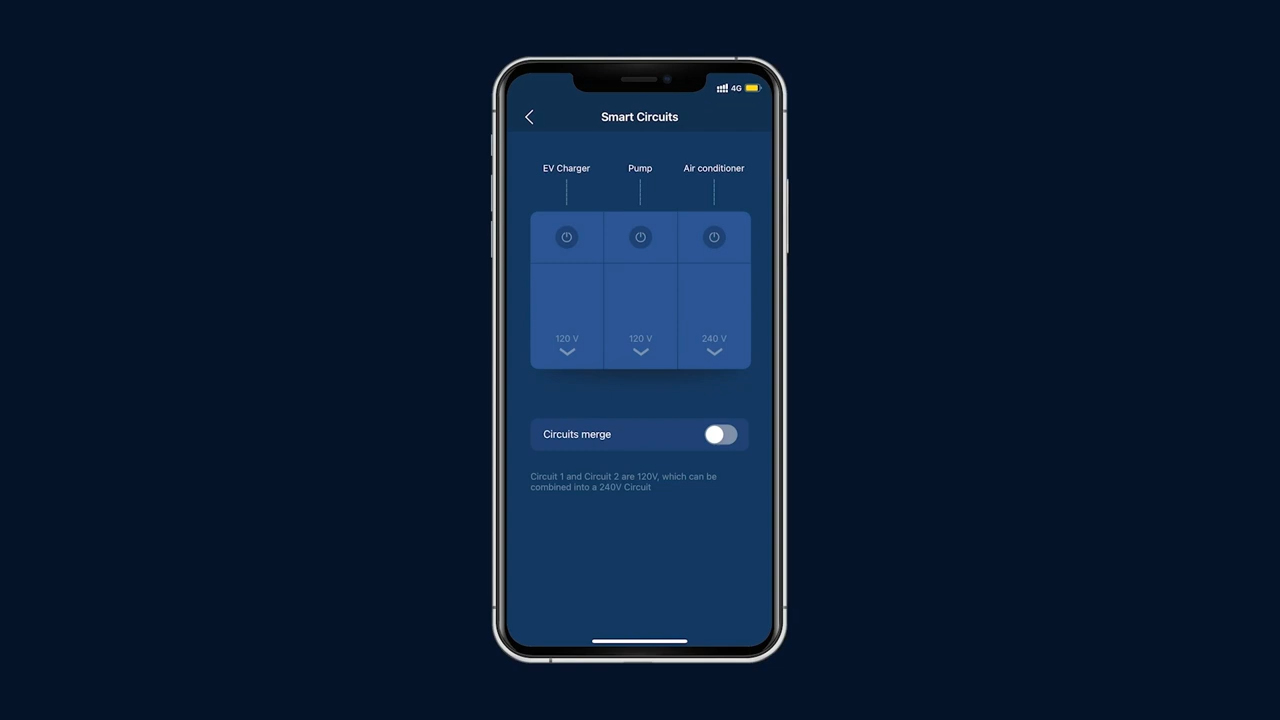 4G
Smart Circuits
EV Charger
Pump
Air conditioner
120 V
120 V
240 V
Circuits merge
Circuit 1 and Circuit 2 are 120V, which can be
combined into a 240V Circuit